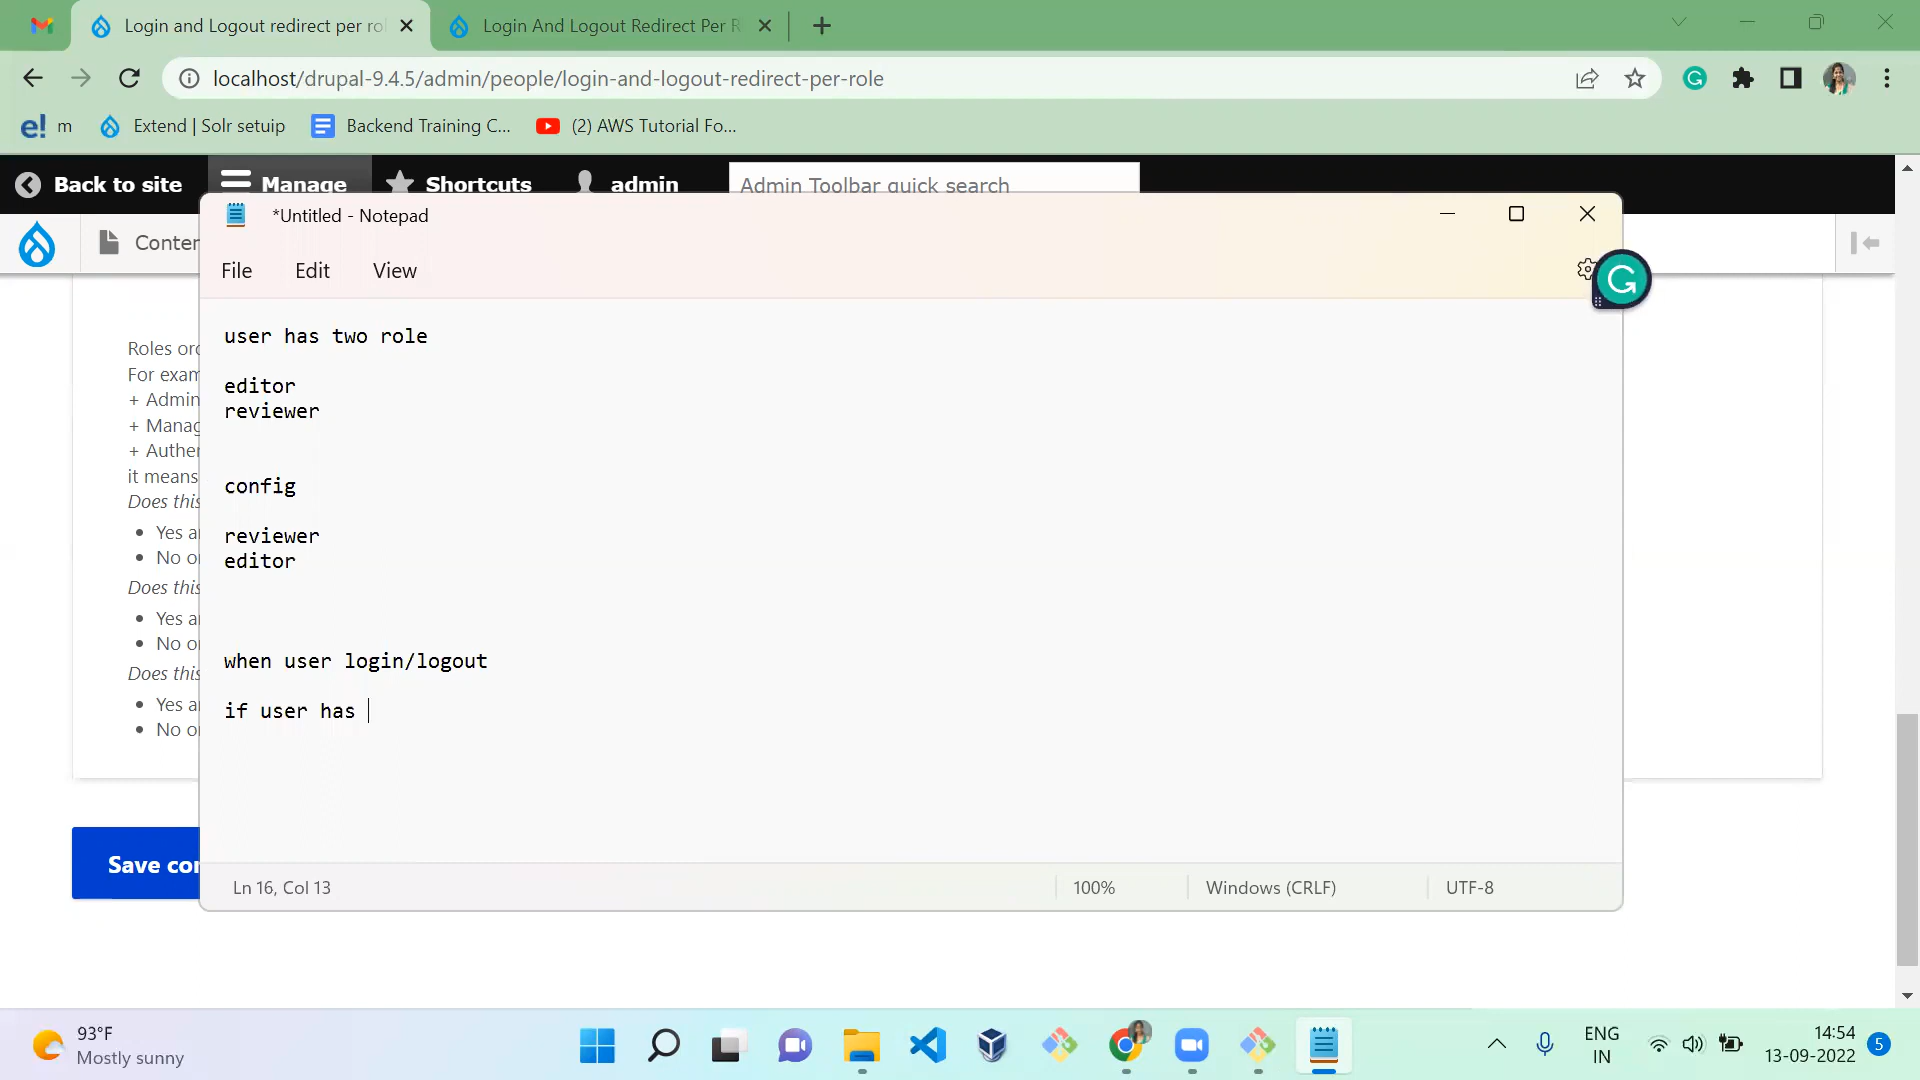 Login and Logout redirect per ro
Login And Logout Redirect Per R
localhost/drupal-9.4.5/admin/people/login-and-logout-redirect-per-role
e! m
Extend | Solr setuip
Backend Training C...
(2) AWS Tutorial Fo...
Back to site
Manage
Shortcuts
admin
Admin Toolbar quick search
*Untitled - Notepad
Conten
File
Edit
View
user has two role
editor
reviewer
config
reviewer
editor
when user login/logout
if user has
Roles
For exam
+ Admin
+ Manag
+ Auther
it means
Does this
Yes a
No o
Does this
Yes a
No o
Does this
Yes a
No o
Save co
Ln 16, Col 13
100%
Windows (CRLF)
UTF-8
93°F
Mostly sunny
ENG
IN
14:54
13-09-2022
5